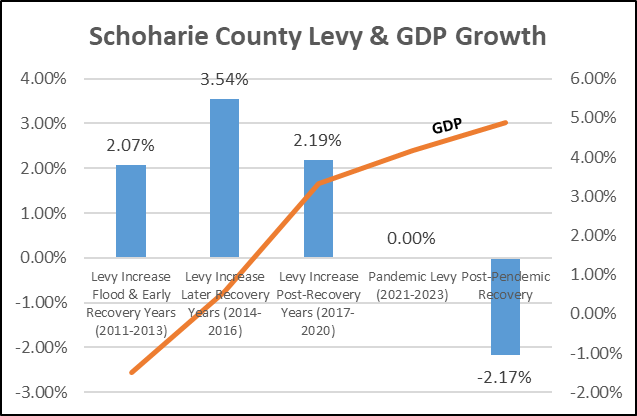 Schoharie County Levy & GDP Growth
4.00%
3.00%
2.00%
1.00%
0.00%
-1.00%
-2.00%
-3.00%
6.00%
5.00%
4.00%
3.00%
2.00%
1.00%
0.00%
-1.00%
-2.00%
2.07%
3.54%
2.19%
0.00%
-2.17%
GDP
Levy Increase
Flood & Early
Recovery Years
(2011-2013)
Levy Increase
Later Recovery
Years (2014-
2016)
Levy Increase
Post-Recovery
Years (2017-
2020)
Pandemic Levy
(2021-2023)
Post-Pendemic
Recovery